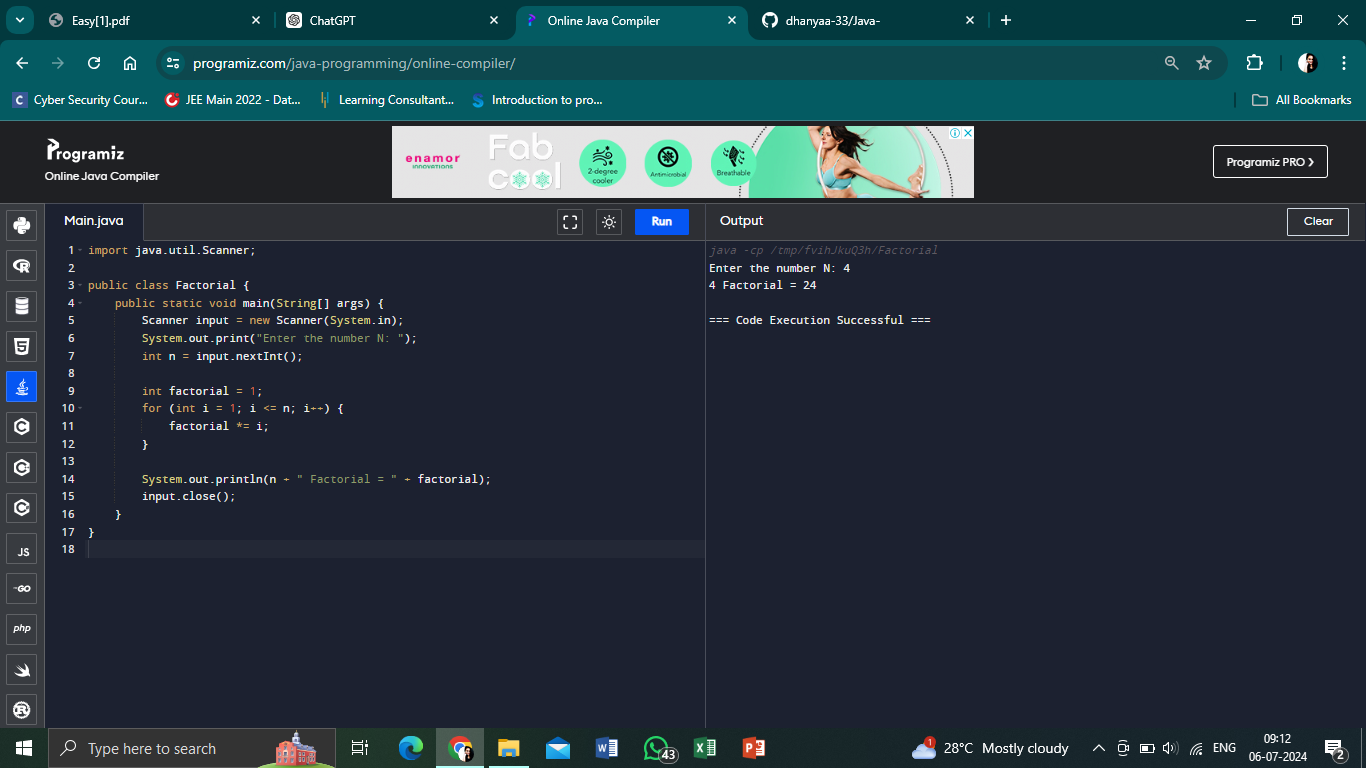 Easy[1].pdf
ChatGPT
Online Java Compiler
dhanyaa-33/Java-
programiz.com/java-programming/online-compiler/
Cyber Security Cour...
JEE Main 2022 - Dat...
Learning Consultant...
Introduction to pro...
All Bookmarks
Programiz
Online Java Compiler
enamor
INNOVATIONS
Fab
cool
2-degree
cooler
Antimicrobial
Breathable
Programiz PRO >
Main.java
Run
Output
Clear
1 import java.util.Scanner;
2
3 public class Factorial {
4 public static void main(String[] args) {
5 Scanner input = new Scanner(System.in);
6 System.out.print("Enter the number N: ");
7 int n = input.nextInt();
8
9 int factorial = 1;
10 for (int i = 1; i <= n; i++) {
11 factorial *= i;
12 }
13
14 System.out.println(n + " Factorial = " + factorial);
15 input.close();
16 }
17 }
18
java -cp /tmp/fvihJkuQ3h/Factorial
Enter the number N: 4
4 Factorial = 24
=== Code Execution Successful ===
JS
GO
php
Type here to search
43
1
28°C Mostly cloudy
ENG
09:12
06-07-2024
2